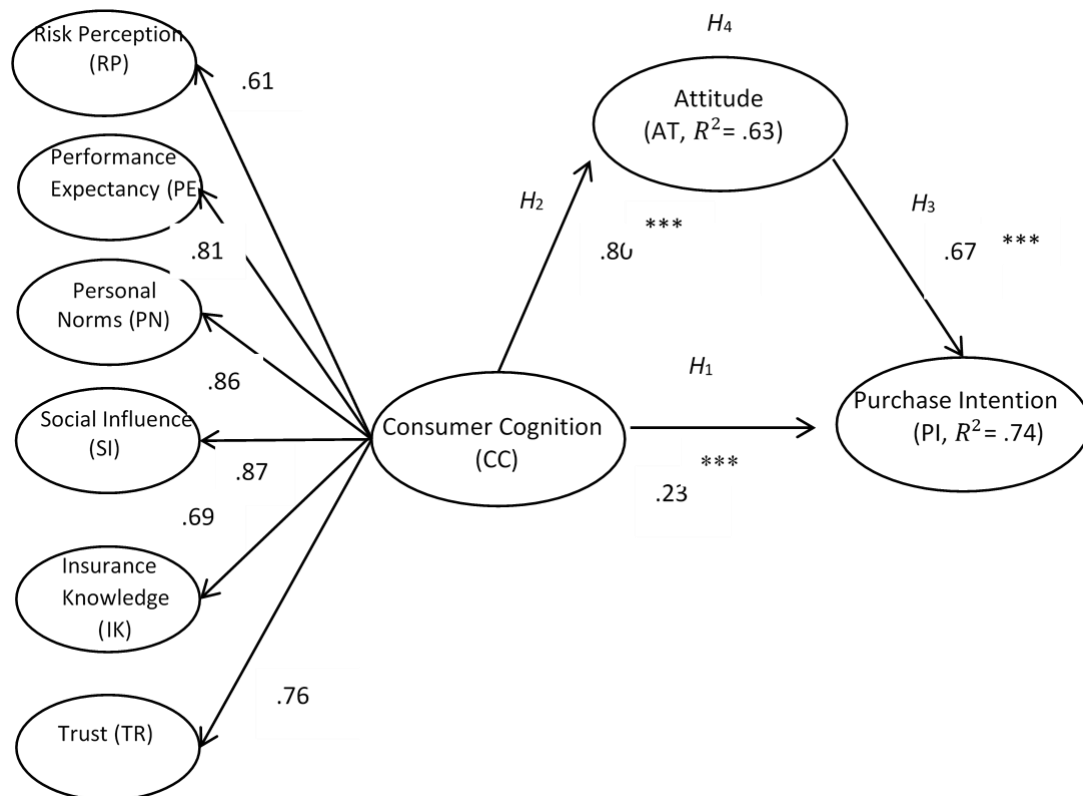 Risk Perception
(RP)
.61
Performance
Expectancy (PE
.81
Personal
Norms (PN)
.86
Social Influence
(SI)
.87
.69
Insurance
Knowledge
(IK)
.76
Trust (TR)
Consumer Cognition
(CC)
H₄
Attitude
(AT, R²= .63)
H₂
.80 ***
H₃
.67 ***
H₁
.23 ***
Purchase Intention
(PI, R²= .74)